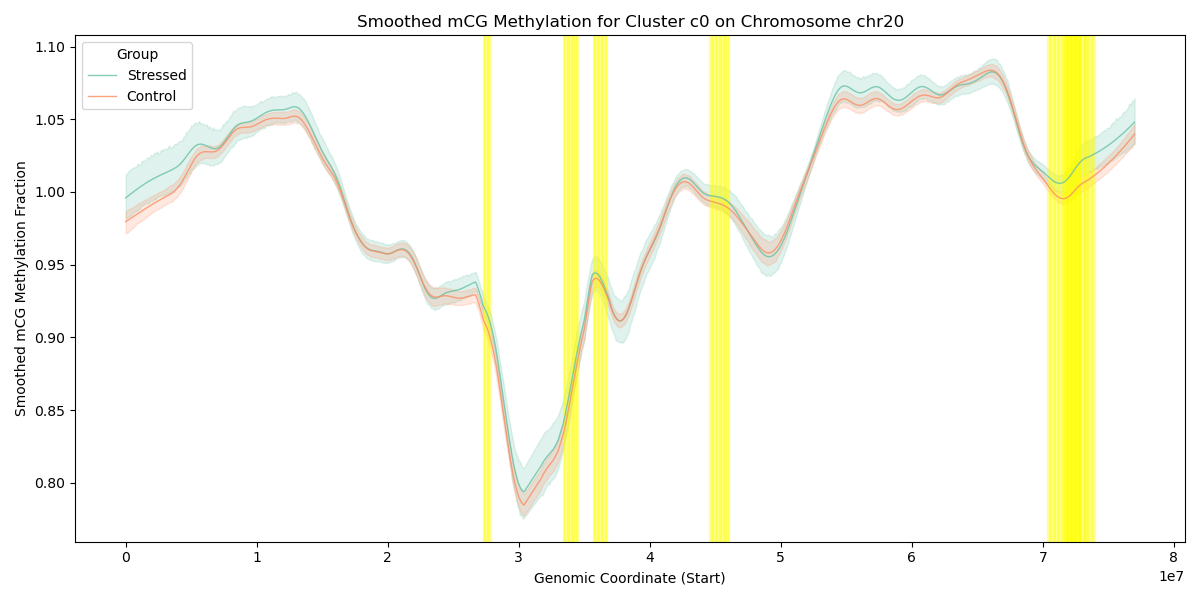 Smoothed mCG Methylation for Cluster c0 on Chromosome chr20
1.10
1.05
1.00
0.95
0.90
0.85
0.80
Smoothed mCG Methylation Fraction
Group
Stressed
Control
0 1 2 3 4 5 6 7 8
1e7
Genomic Coordinate (Start)